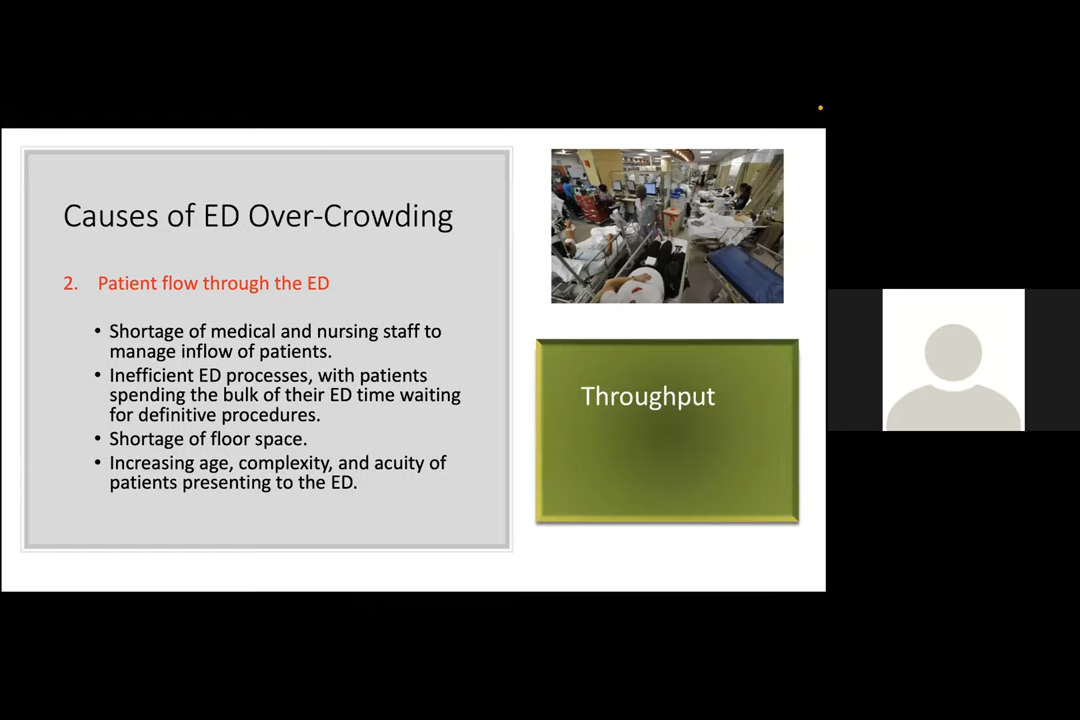 Causes of ED Over-Crowding
2. Patient flow through the ED
• Shortage of medical and nursing staff to
manage inflow of patients.
• Inefficient ED processes, with patients
spending the bulk of their ED time waiting
for definitive procedures.
• Shortage of floor space.
• Increasing age, complexity, and acuity of
patients presenting to the ED.
Throughput